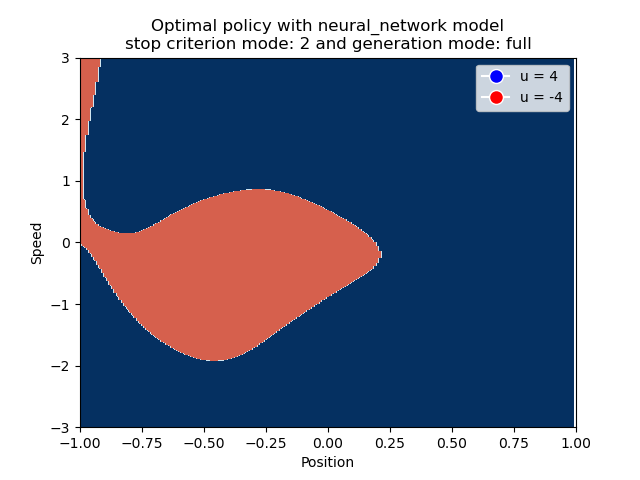 Optimal policy with neural_network model
stop criterion mode: 2 and generation mode: full
u = 4
u = -4
3
2
1
0
−1
−2
−3
Speed
−1.00 −0.75 −0.50 −0.25 0.00 0.25 0.50 0.75 1.00
Position